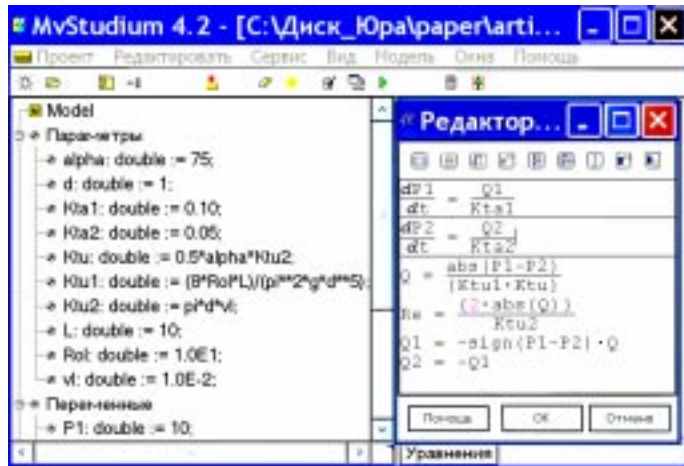 MvStudium 4.2 - [C:\Диск_Юра\paper\arti...
Проект Редактировать Сервис Вид Модель Окна Помощь
Model
Параметры
alpha: double := 75;
d: double := 1;
Kta1: double := 0.10;
Kta2: double := 0.05;
Ktu: double := 0.5*alpha*Ktu2;
Ktu1: double := (8*Rol*L)/(pi**2*g*d**5);
Ktu2: double := pi*d*vl;
L: double := 10;
Rol: double := 1.0E1;
vl: double := 1.0E-2;
Переменные
P1: double := 10;
Редактор...
dP1/dt = Q1/Kta1
dP2/dt = Q2/Kta2
Q = abs(P1-P2)/(Ktu1·Ktu)
Re = (2·abs(Q))/Ktu2
Q1 = -sign(P1-P2)·Q
Q2 = -Q1
Помощь OK Отмена
Уравнения